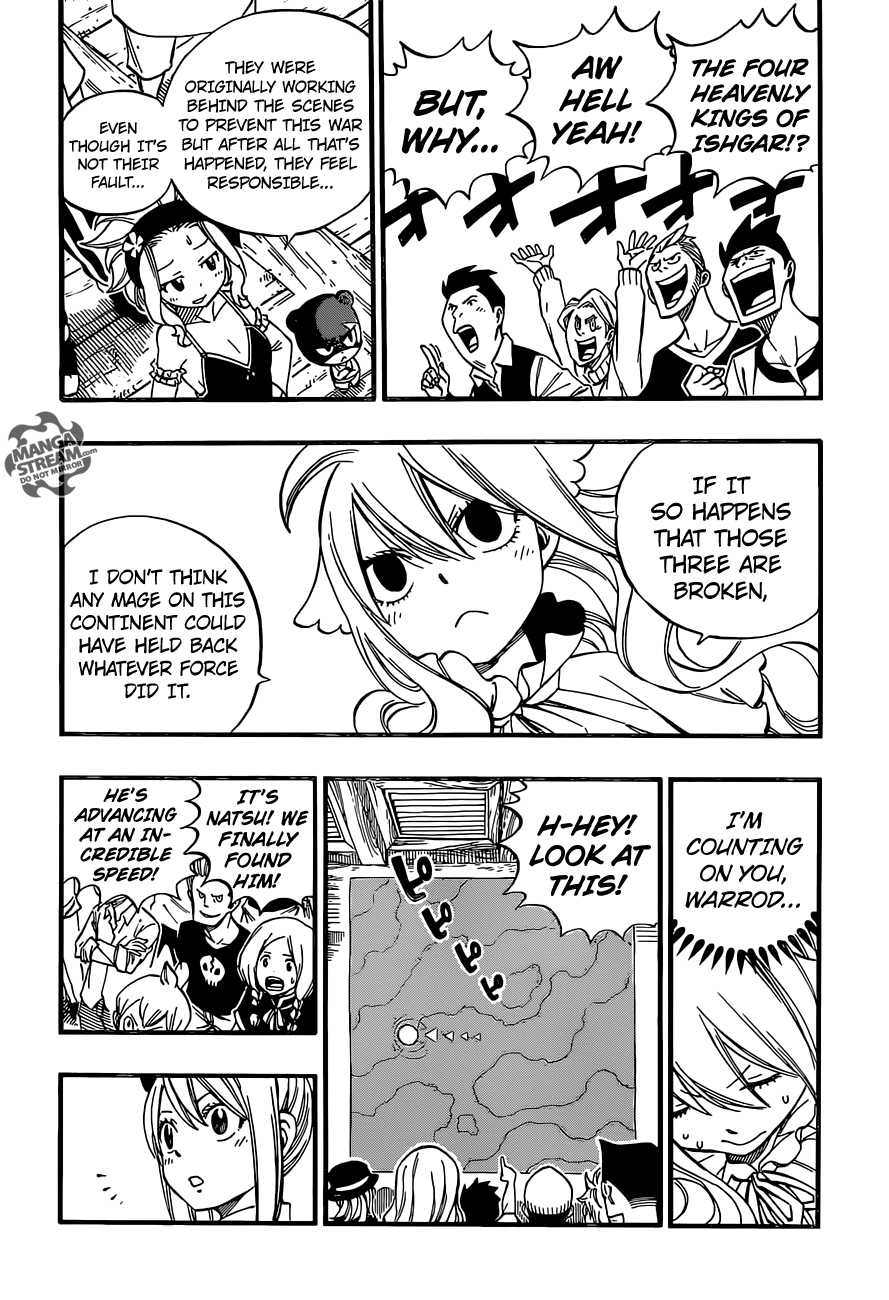 THE FOUR
HEAVENLY
KINGS OF
ISHGAR!?
AW
HELL
YEAH!
BUT,
WHY...
オオオオオ
THEY WERE
ORIGINALLY WORKING
BEHIND THE SCENES
TO PREVENT THIS WAR
BUT AFTER ALL THAT'S
HAPPENED, THEY FEEL
RESPONSIBLE...
EVEN
THOUGH IT'S
NOT THEIR
FAULT...
MANGA
STREAM.com
DO NOT MIRROR
IF IT
SO HAPPENS
THAT THOSE
THREE ARE
BROKEN,
I DON'T THINK
ANY MAGE ON THIS
CONTINENT COULD
HAVE HELD BACK
WHATEVER FORCE
DID IT.
I'M
COUNTING
ON YOU,
WARROD...
H-HEY!
LOOK AT
THIS!
ピピピピ
IT'S
NATSU! WE
FINALLY
FOUND
HIM!
HE'S
ADVANCING
AT AN IN-
CREDIBLE
SPEED!